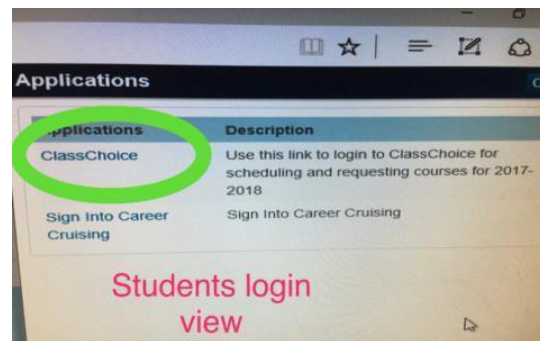 Applications
Applications Description
ClassChoice Use this link to login to ClassChoice for
scheduling and requesting courses for 2017-
2018
Sign Into Career Sign Into Career Cruising
Cruising
Students login
view